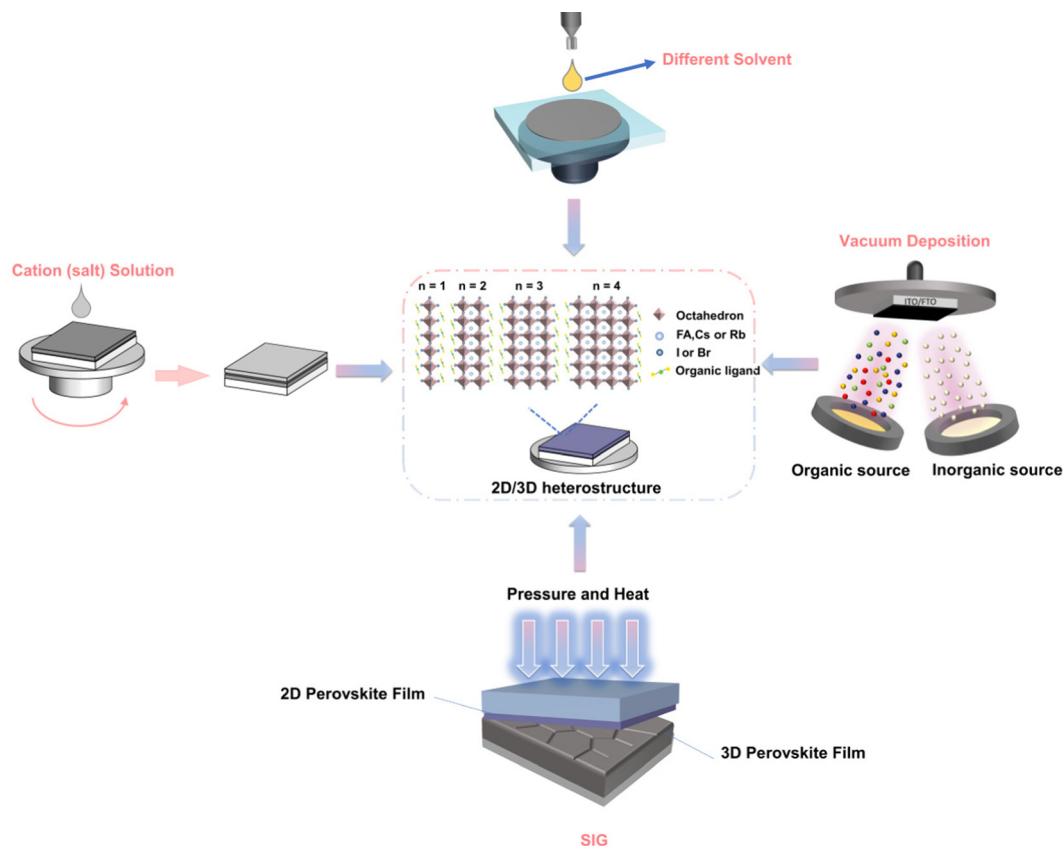 Different Solvent
Vacuum Deposition
Cation (salt) Solution
ITO/FTO
n = 1 n = 2 n = 3 n = 4
Octahedron
FA,Cs or Rb
I or Br
Organic ligand
2D/3D heterostructure
Organic source
Inorganic source
Pressure and Heat
2D Perovskite Film
3D Perovskite Film
SIG